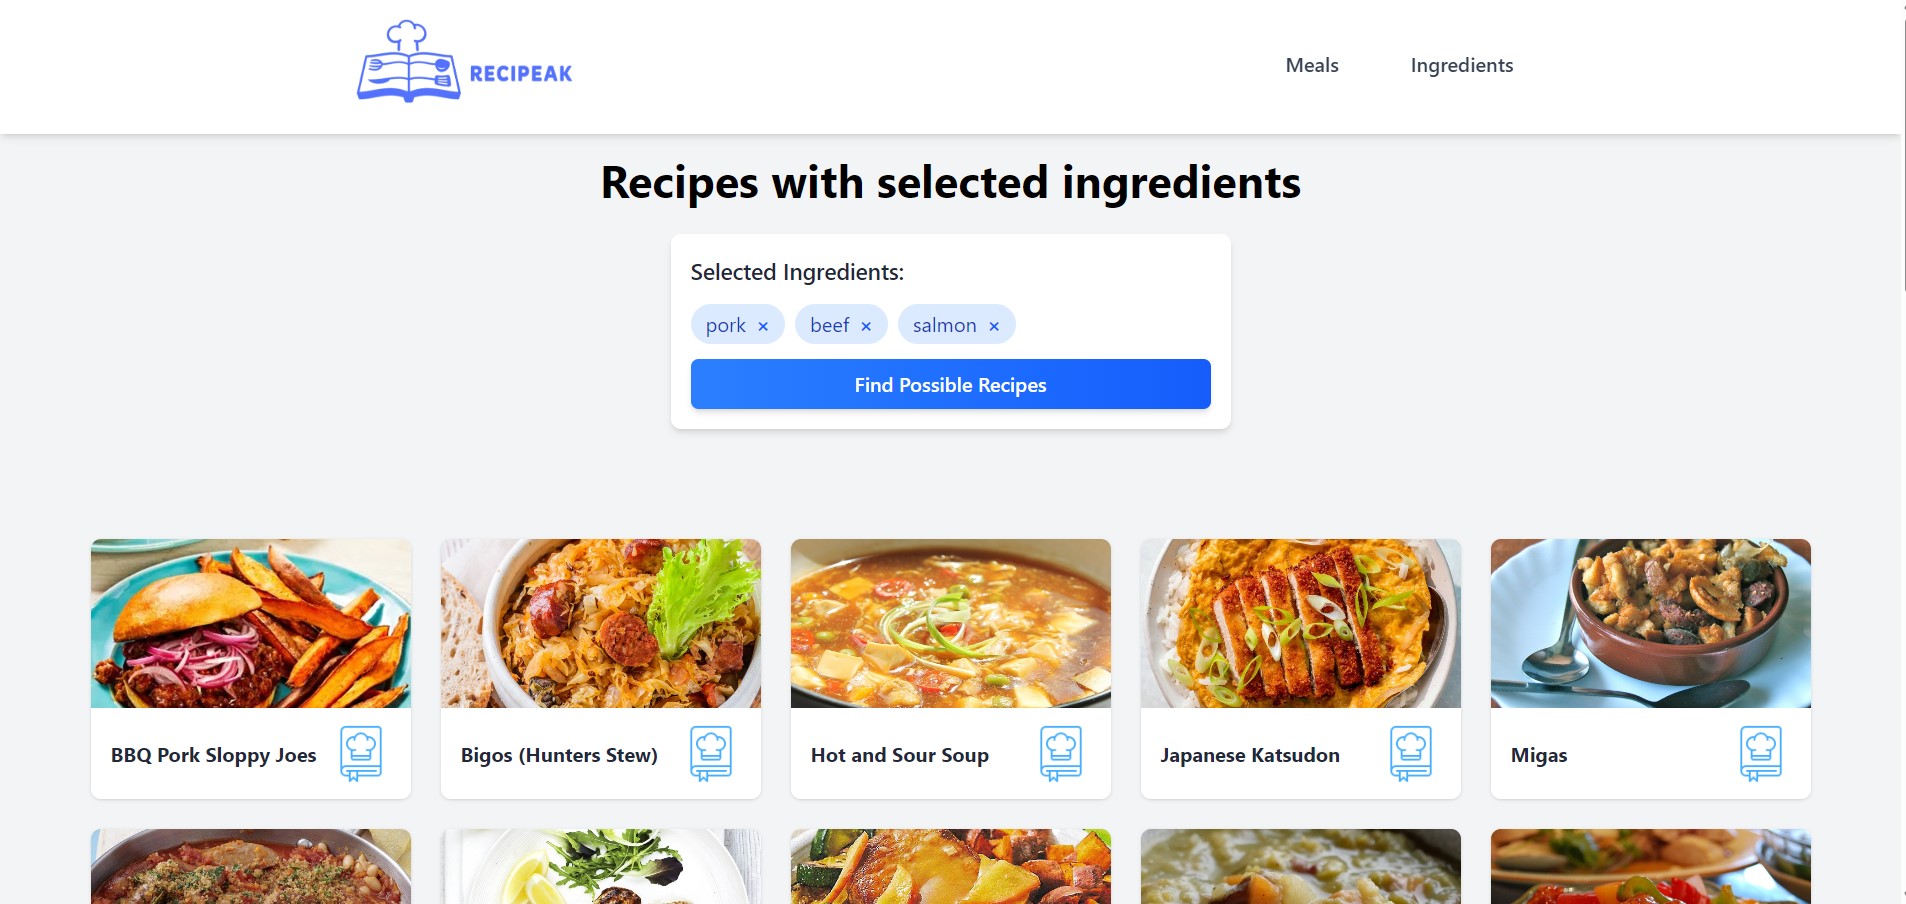 RECIPEAK
Meals
Ingredients
Recipes with selected ingredients
Selected Ingredients:
pork ×
beef ×
salmon ×
Find Possible Recipes
BBQ Pork Sloppy Joes
Bigos (Hunters Stew)
Hot and Sour Soup
Japanese Katsudon
Migas